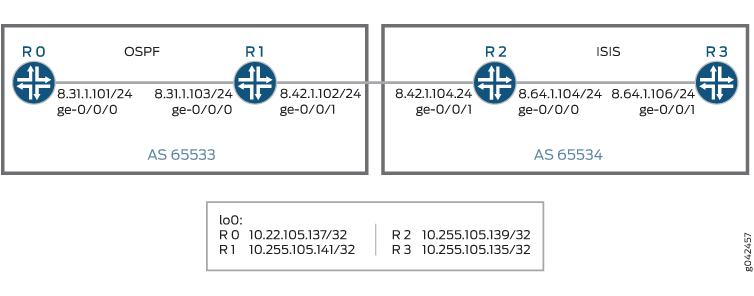 R 0
OSPF
R 1
R 2
ISIS
R 3
8.31.1.101/24
ge-0/0/0
8.31.1.103/24
ge-0/0/0
8.42.1.102/24
ge-0/0/1
8.42.1.104.24
ge-0/0/1
8.64.1.104/24
ge-0/0/0
8.64.1.106/24
ge-0/0/1
AS 65533
AS 65534
lo0:
R 0 10.22.105.137/32
R 1 10.255.105.141/32
R 2 10.255.105.139/32
R 3 10.255.105.135/32
g042457